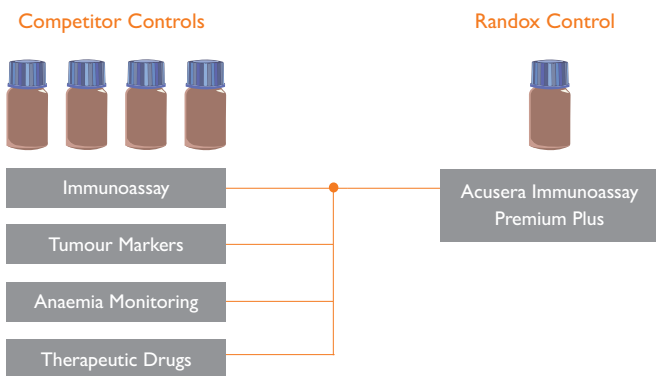 Competitor Controls
Randox Control
Immunoassay
Tumour Markers
Anaemia Monitoring
Therapeutic Drugs
Acusera Immunoassay
Premium Plus